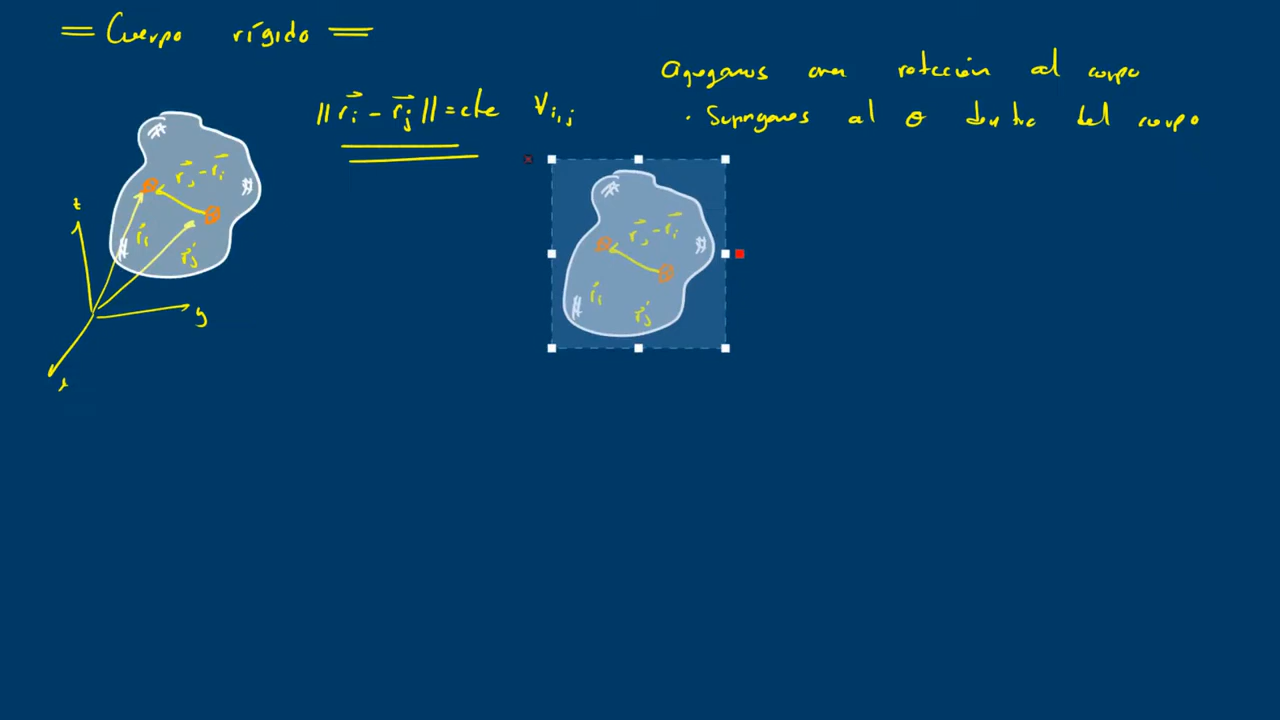 = Cuerpo rígido =
Agregamos una rotación al cuerpo
‖ r⃗i - r⃗j ‖ = cte ∀i,j
· Supongamos al θ dentro del cuerpo
r⃗j - r⃗i
r⃗i
r⃗j
z
y
x
r⃗j - r⃗i
r⃗i
r⃗j